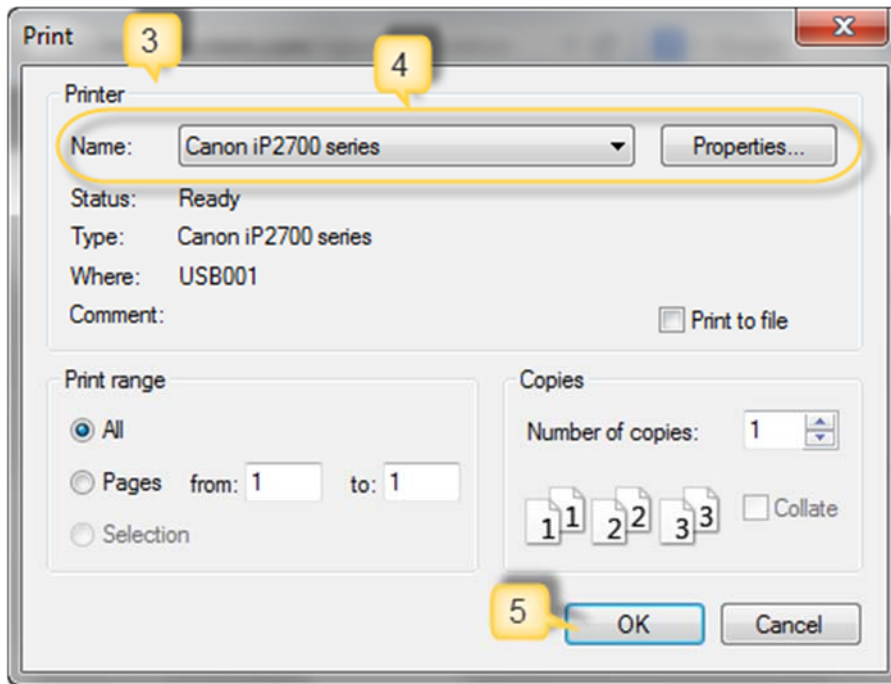 Print
3
4
Printer
Name: Canon iP2700 series Properties...
Status: Ready
Type: Canon iP2700 series
Where: USB001
Comment:
Print to file
Print range
All
Pages from: 1 to: 1
Selection
Copies
Number of copies: 1
1 1 2 2 3 3 Collate
5
OK Cancel